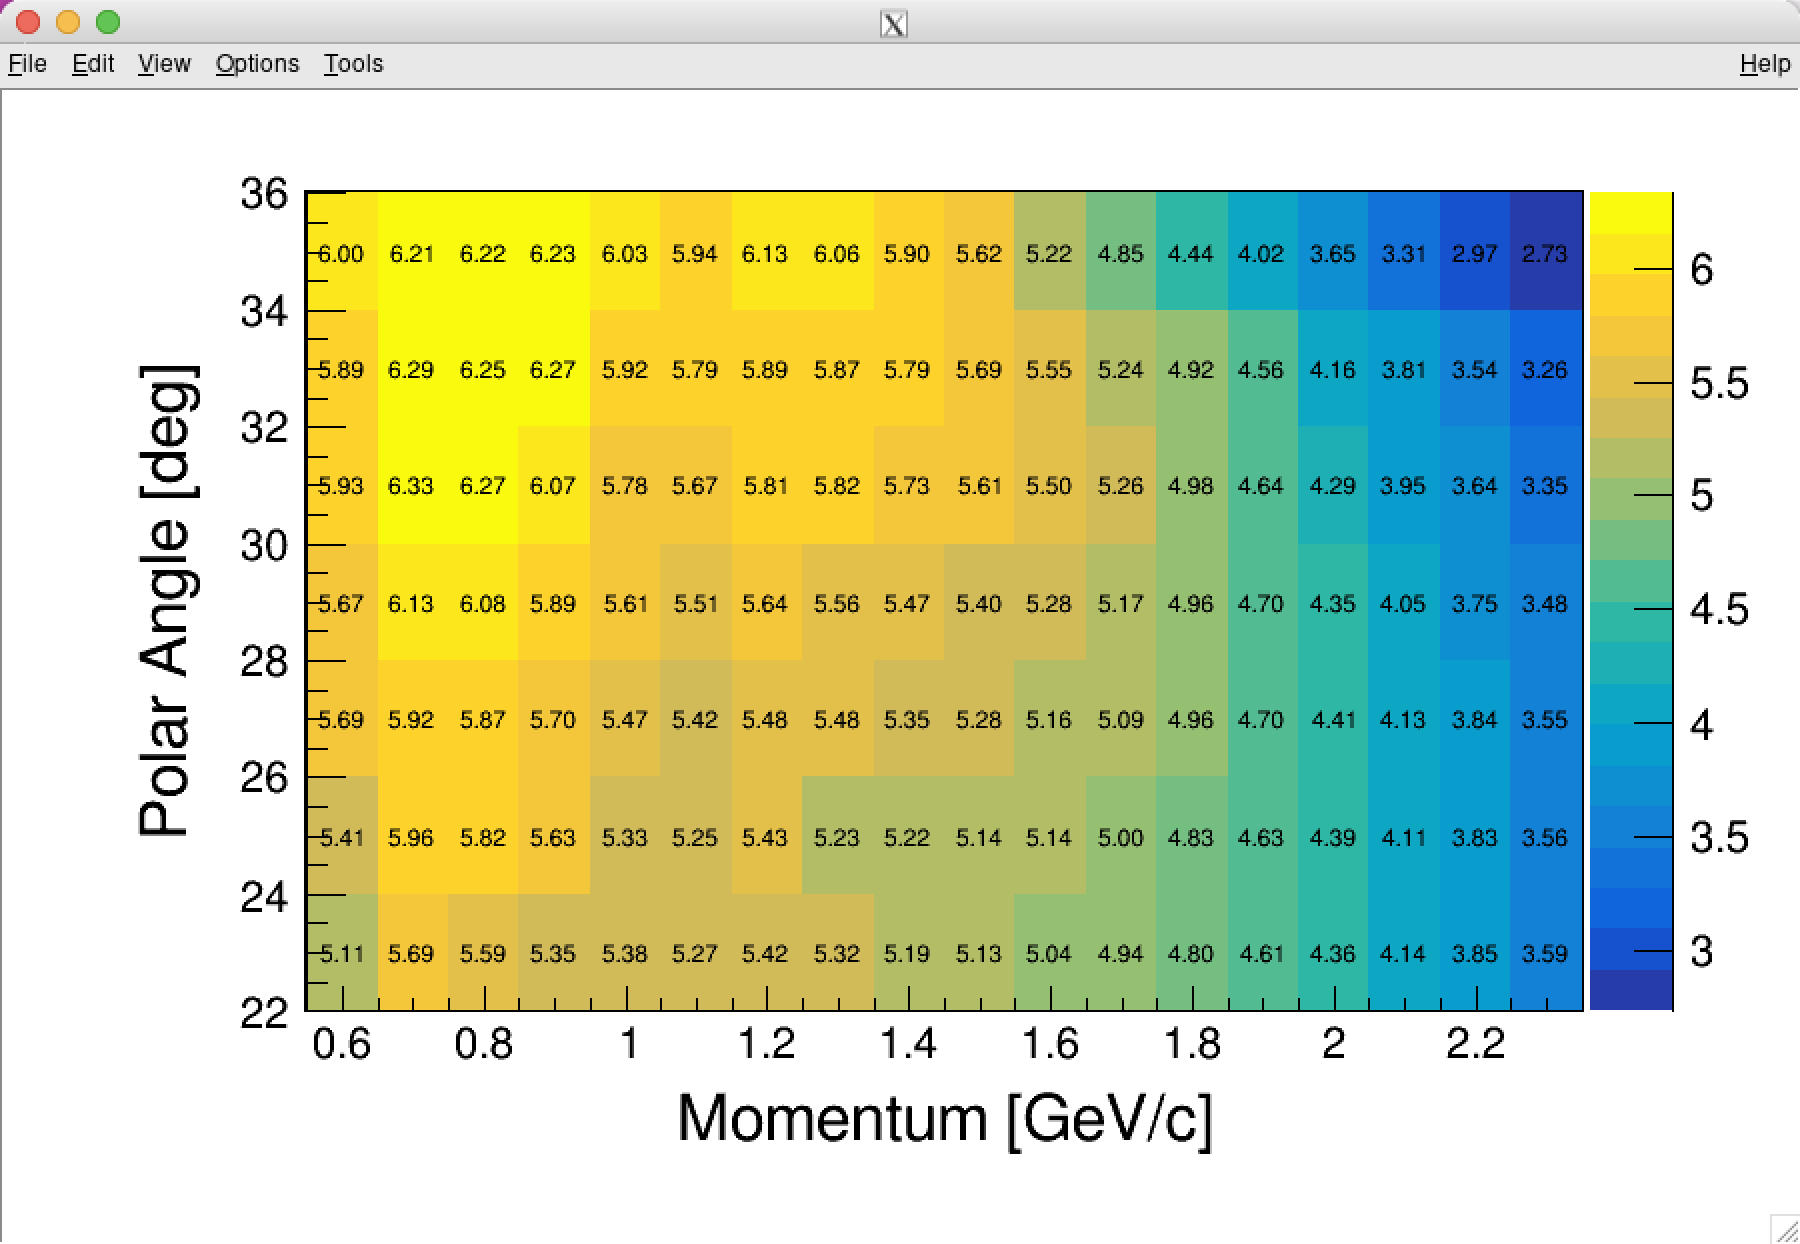 X
File Edit View Options Tools Help
36
6.00 6.21 6.22 6.23 6.03 5.94 6.13 6.06 5.90 5.62 5.22 4.85 4.44 4.02 3.65 3.31 2.97 2.73
6
34
5.89 6.29 6.25 6.27 5.92 5.79 5.89 5.87 5.79 5.69 5.55 5.24 4.92 4.56 4.16 3.81 3.54 3.26
5.5
32
5.93 6.33 6.27 6.07 5.78 5.67 5.81 5.82 5.73 5.61 5.50 5.26 4.98 4.64 4.29 3.95 3.64 3.35
5
30
5.67 6.13 6.08 5.89 5.61 5.51 5.64 5.56 5.47 5.40 5.28 5.17 4.96 4.70 4.35 4.05 3.75 3.48
4.5
28
5.69 5.92 5.87 5.70 5.47 5.42 5.48 5.48 5.35 5.28 5.16 5.09 4.96 4.70 4.41 4.13 3.84 3.55
4
26
5.41 5.96 5.82 5.63 5.33 5.25 5.43 5.23 5.22 5.14 5.14 5.00 4.83 4.63 4.39 4.11 3.83 3.56
3.5
24
5.11 5.69 5.59 5.35 5.38 5.27 5.42 5.32 5.19 5.13 5.04 4.94 4.80 4.61 4.36 4.14 3.85 3.59
3
22
0.6 0.8 1 1.2 1.4 1.6 1.8 2 2.2
Polar Angle [deg]
Momentum [GeV/c]